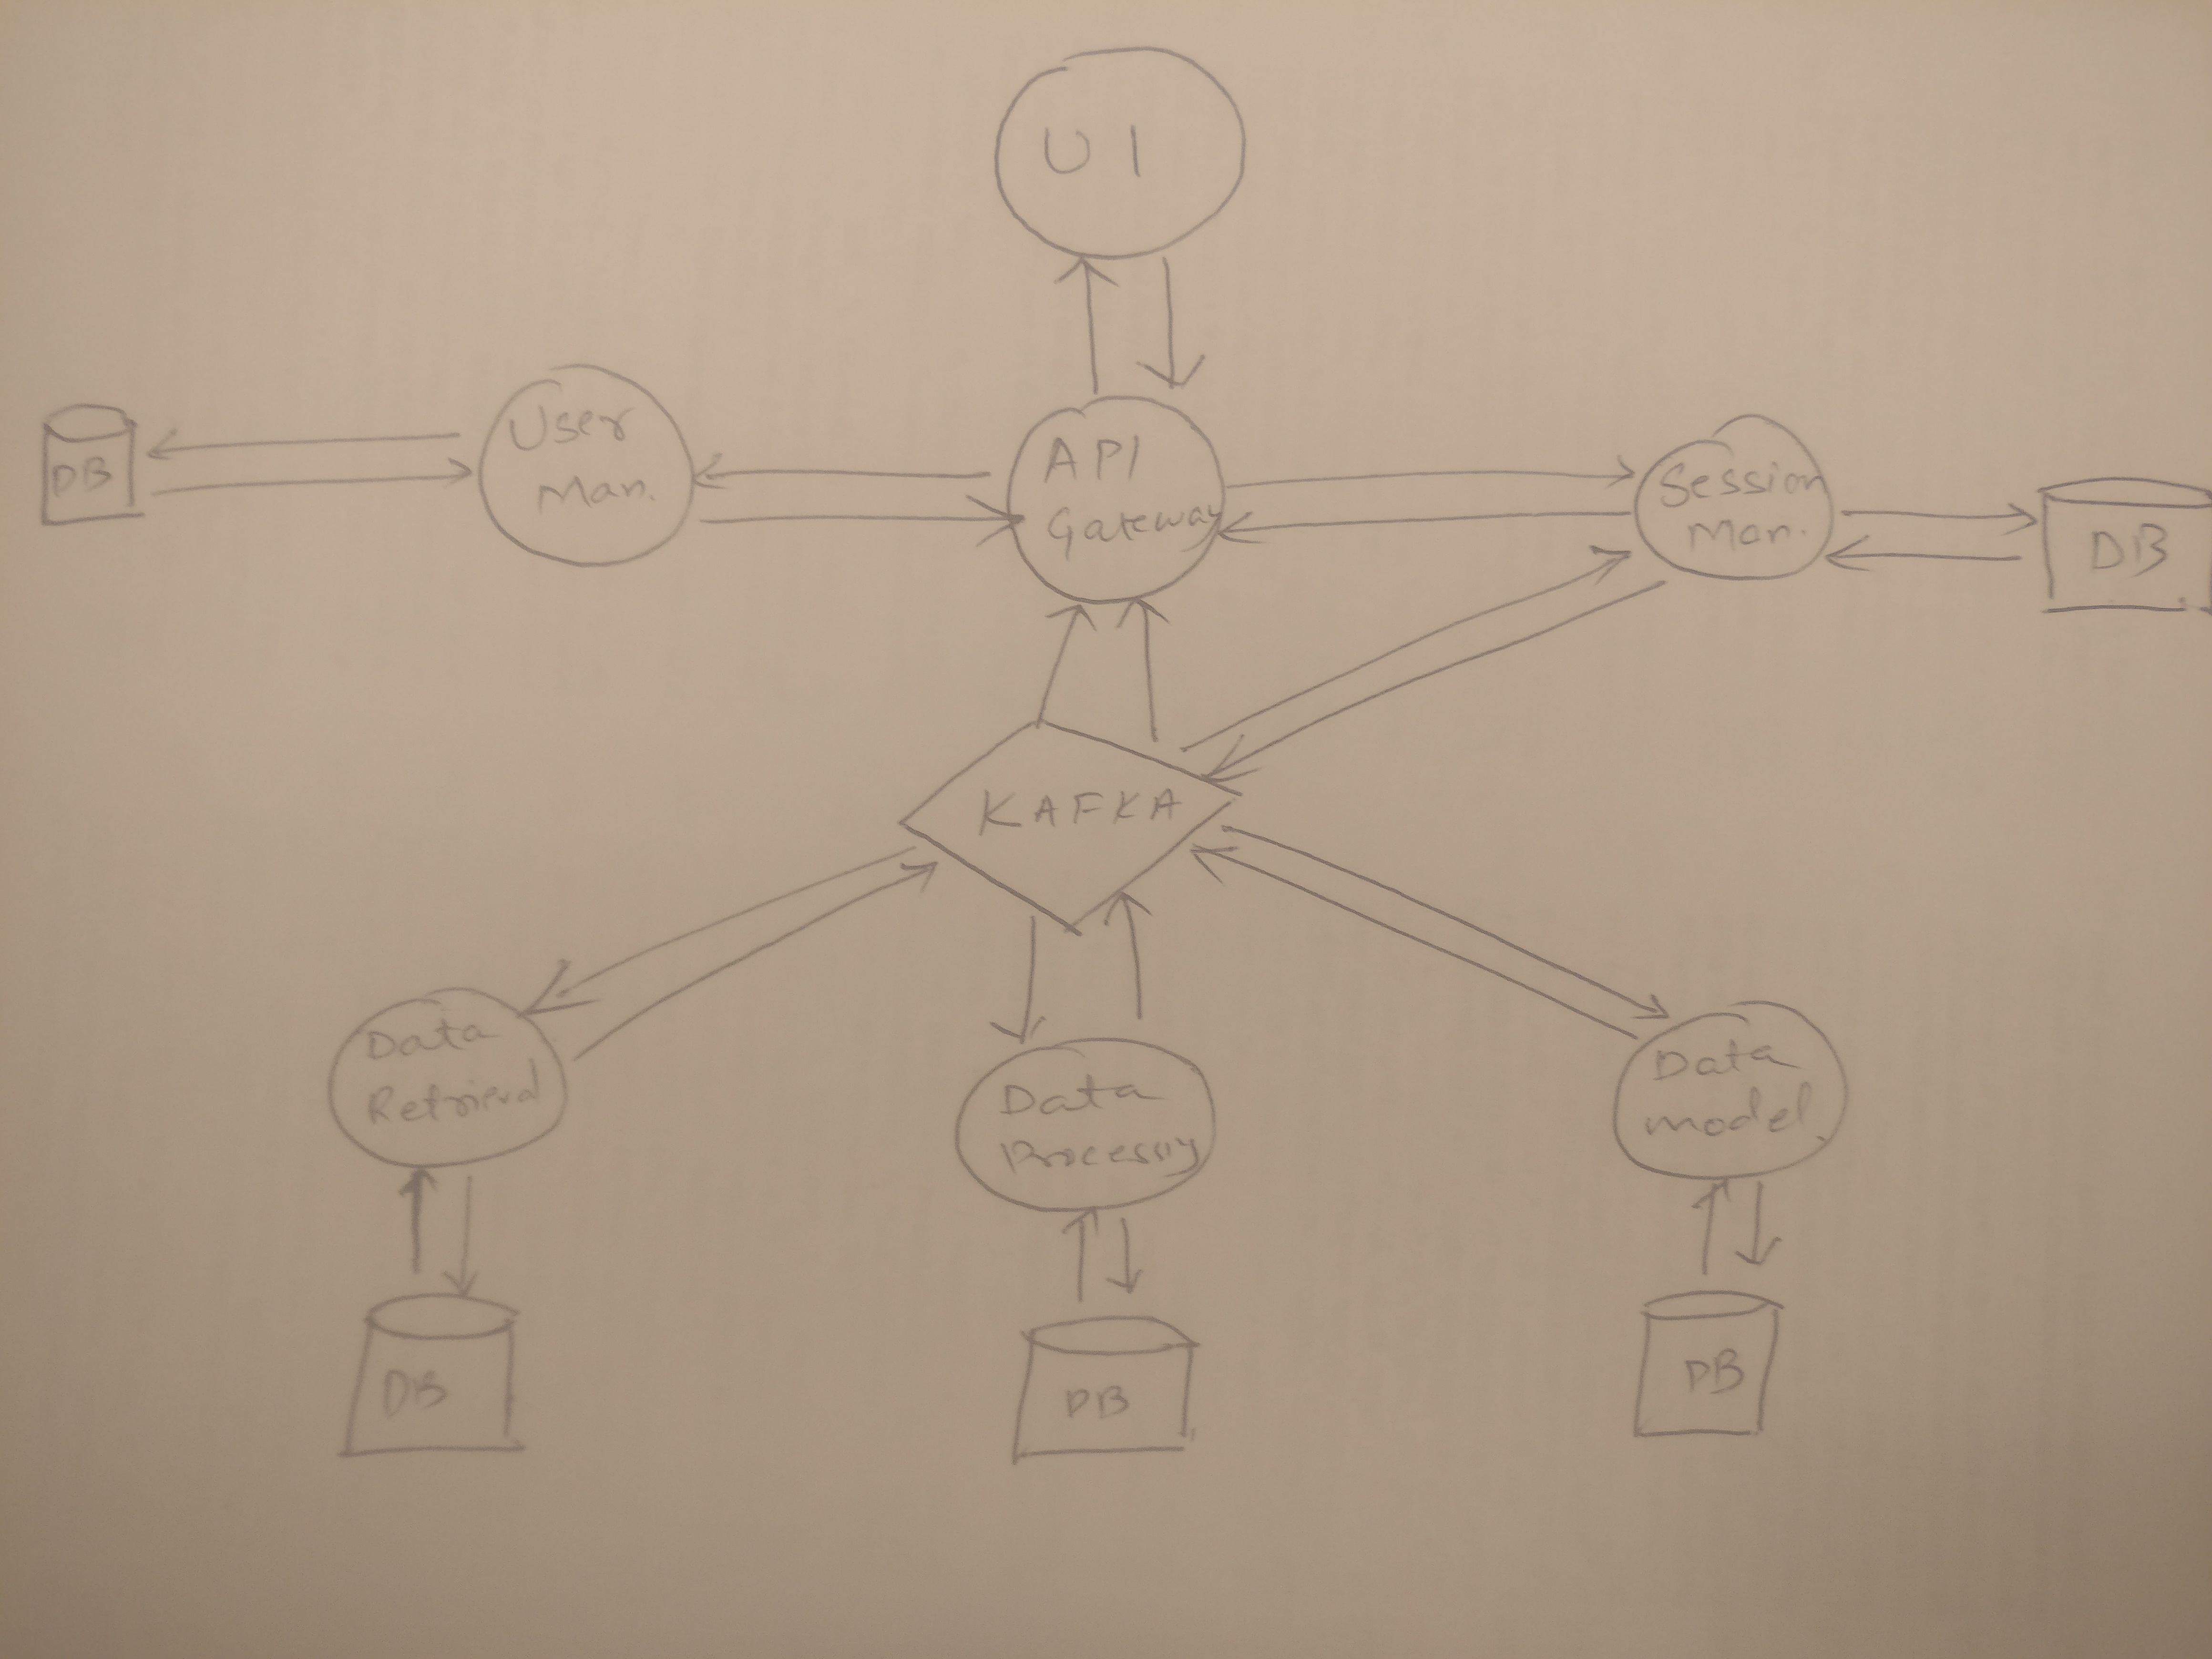 UI
DB
User
Man.
API
Gateway
Session
Man.
DB
KAFKA
Data
Retrieval
Data
Processing
Data
model
DB
DB
DB